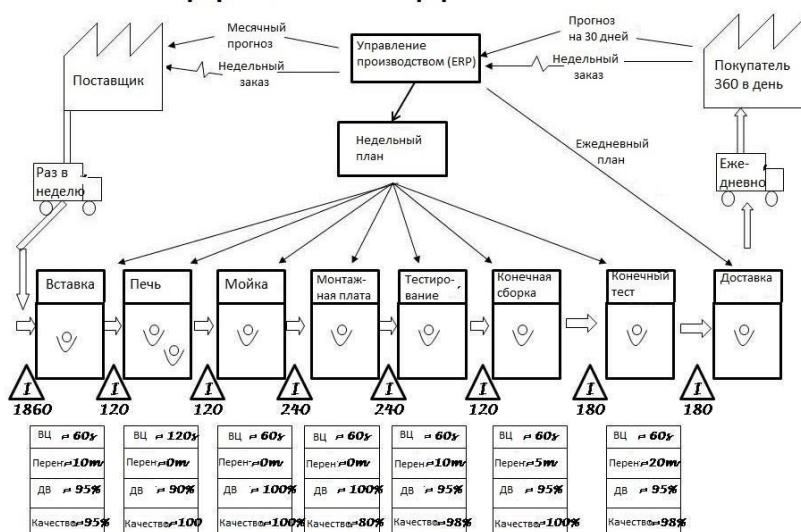 Месячный
прогноз
Прогноз
на 30 дней
Управление
производством (ERP)
Поставщик
Недельный
заказ
Недельный
заказ
Покупатель
360 в день
Недельный
план
Ежедневный
план
Раз в
неделю
Еже-
дневно
Вставка
Печь
Мойка
Монтаж-
ная плата
Тестиро-
вание
Конечная
сборка
Конечный
тест
Доставка
I I I I I I I I
1860 120 120 240 240 120 180 180
ВЦ = 60s ВЦ = 120s ВЦ = 60s ВЦ = 60s ВЦ = 60s ВЦ = 60s ВЦ = 60s
Перен=10m Перен=0m Перен=0m Перен=0m Перен=10m Перен=5m Перен=20m
ДВ = 95% ДВ = 90% ДВ = 100% ДВ = 100% ДВ = 95% ДВ = 95% ДВ = 95%
Качество=95% Качество=100 Качество=100% Качество=80% Качество=98% Качество=100% Качество=98%